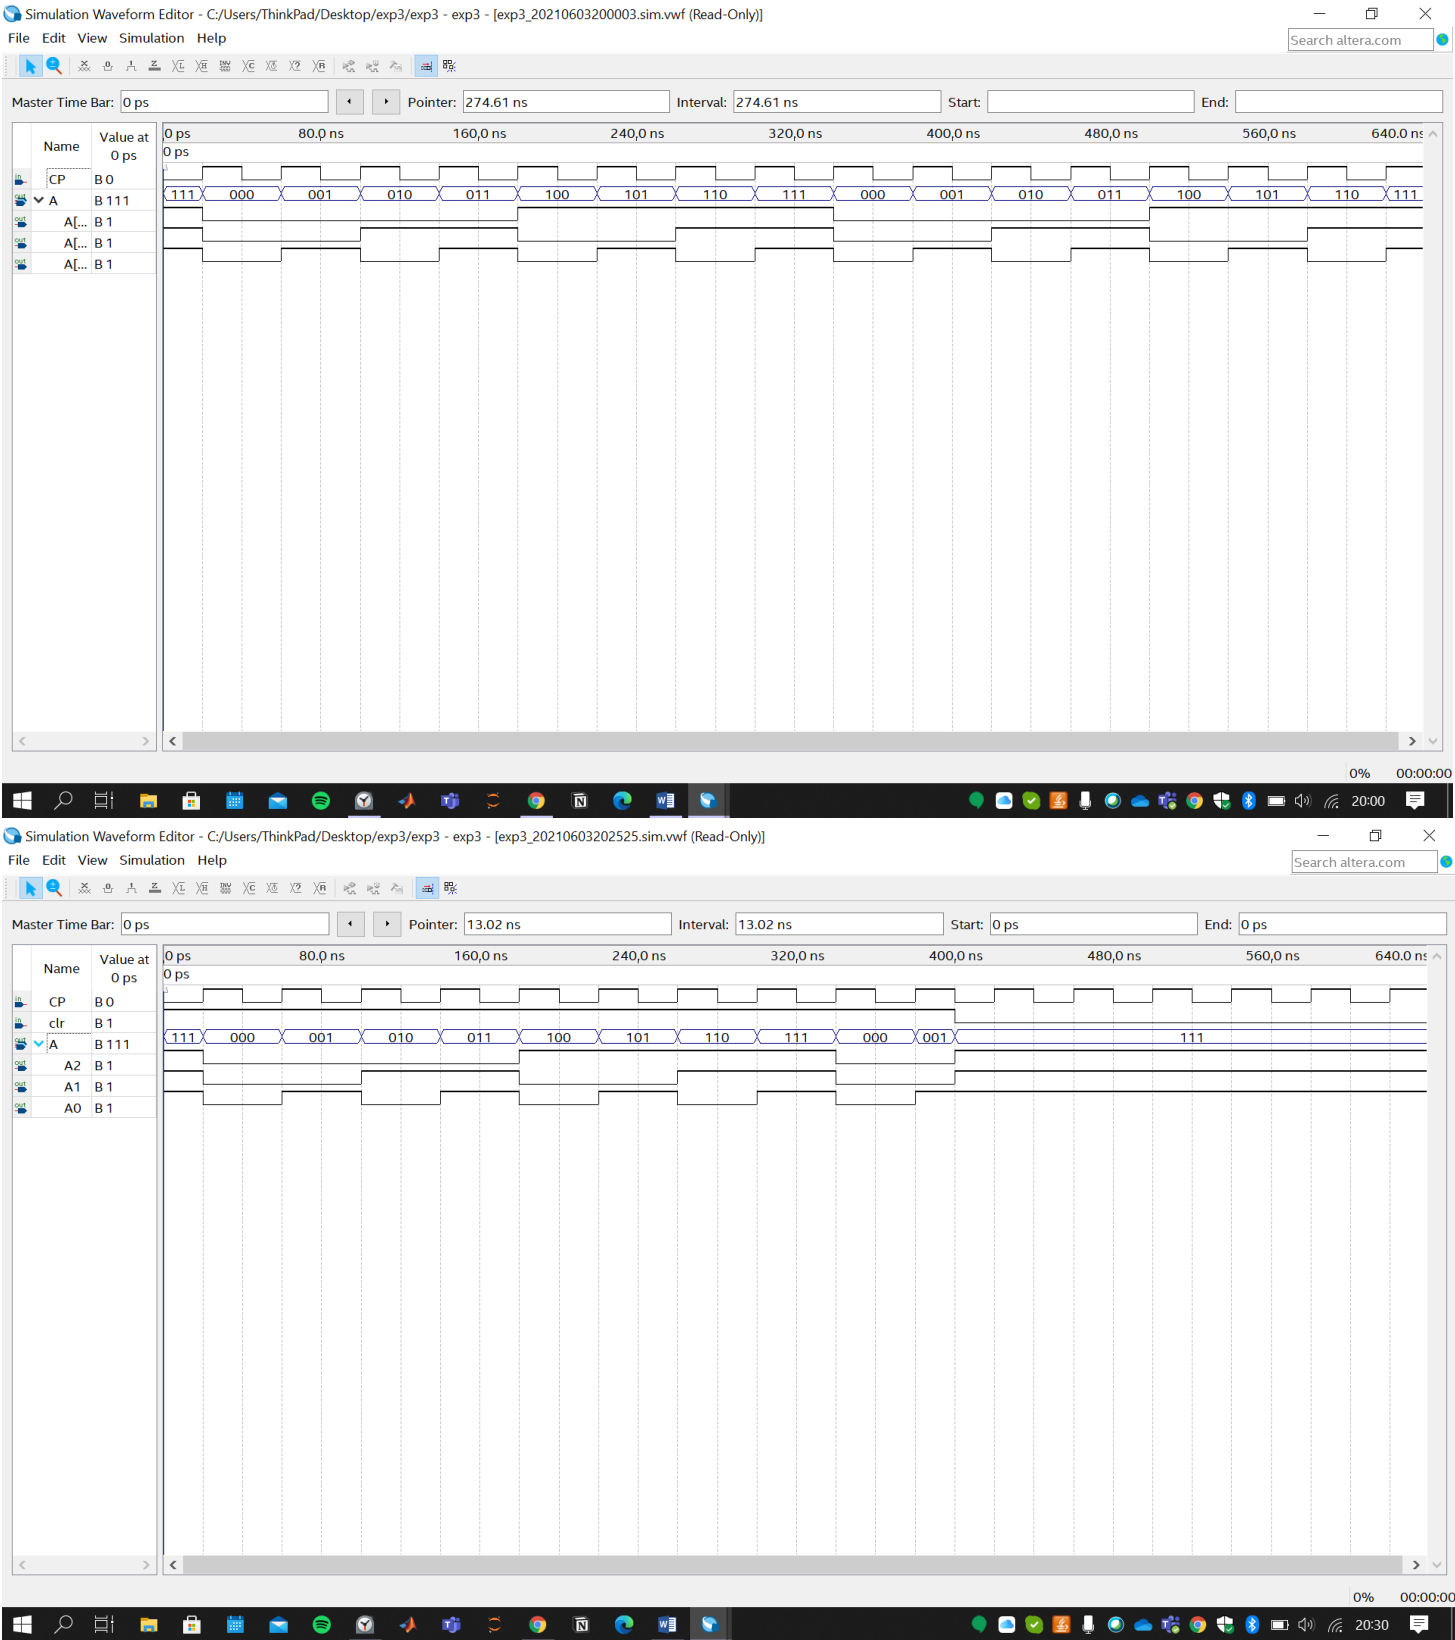 Simulation Waveform Editor - C:/Users/ThinkPad/Desktop/exp3/exp3 - exp3 - [exp3_20210603200003.sim.vwf (Read-Only)]
File Edit View Simulation Help
Search altera.com
Master Time Bar: 0 ps Pointer: 274.61 ns Interval: 274.61 ns Start: End:
Name Value at 0 ps
0 ps 80.0 ns 160.0 ns 240.0 ns 320.0 ns 400.0 ns 480.0 ns 560.0 ns 640.0 ns
0 ps
CP B 0
A B 111 111 000 001 010 011 100 101 110 111 000 001 010 011 100 101 110 111
A[... B 1
A[... B 1
A[... B 1
0% 00:00:00
20:00
Simulation Waveform Editor - C:/Users/ThinkPad/Desktop/exp3/exp3 - exp3 - [exp3_20210603202525.sim.vwf (Read-Only)]
File Edit View Simulation Help
Search altera.com
Master Time Bar: 0 ps Pointer: 13.02 ns Interval: 13.02 ns Start: 0 ps End: 0 ps
Name Value at 0 ps
0 ps 80.0 ns 160.0 ns 240.0 ns 320.0 ns 400.0 ns 480.0 ns 560.0 ns 640.0 ns
0 ps
CP B 0
clr B 1
A B 111 111 000 001 010 011 100 101 110 111 000 001 111
A2 B 1
A1 B 1
A0 B 1
0% 00:00:00
20:30